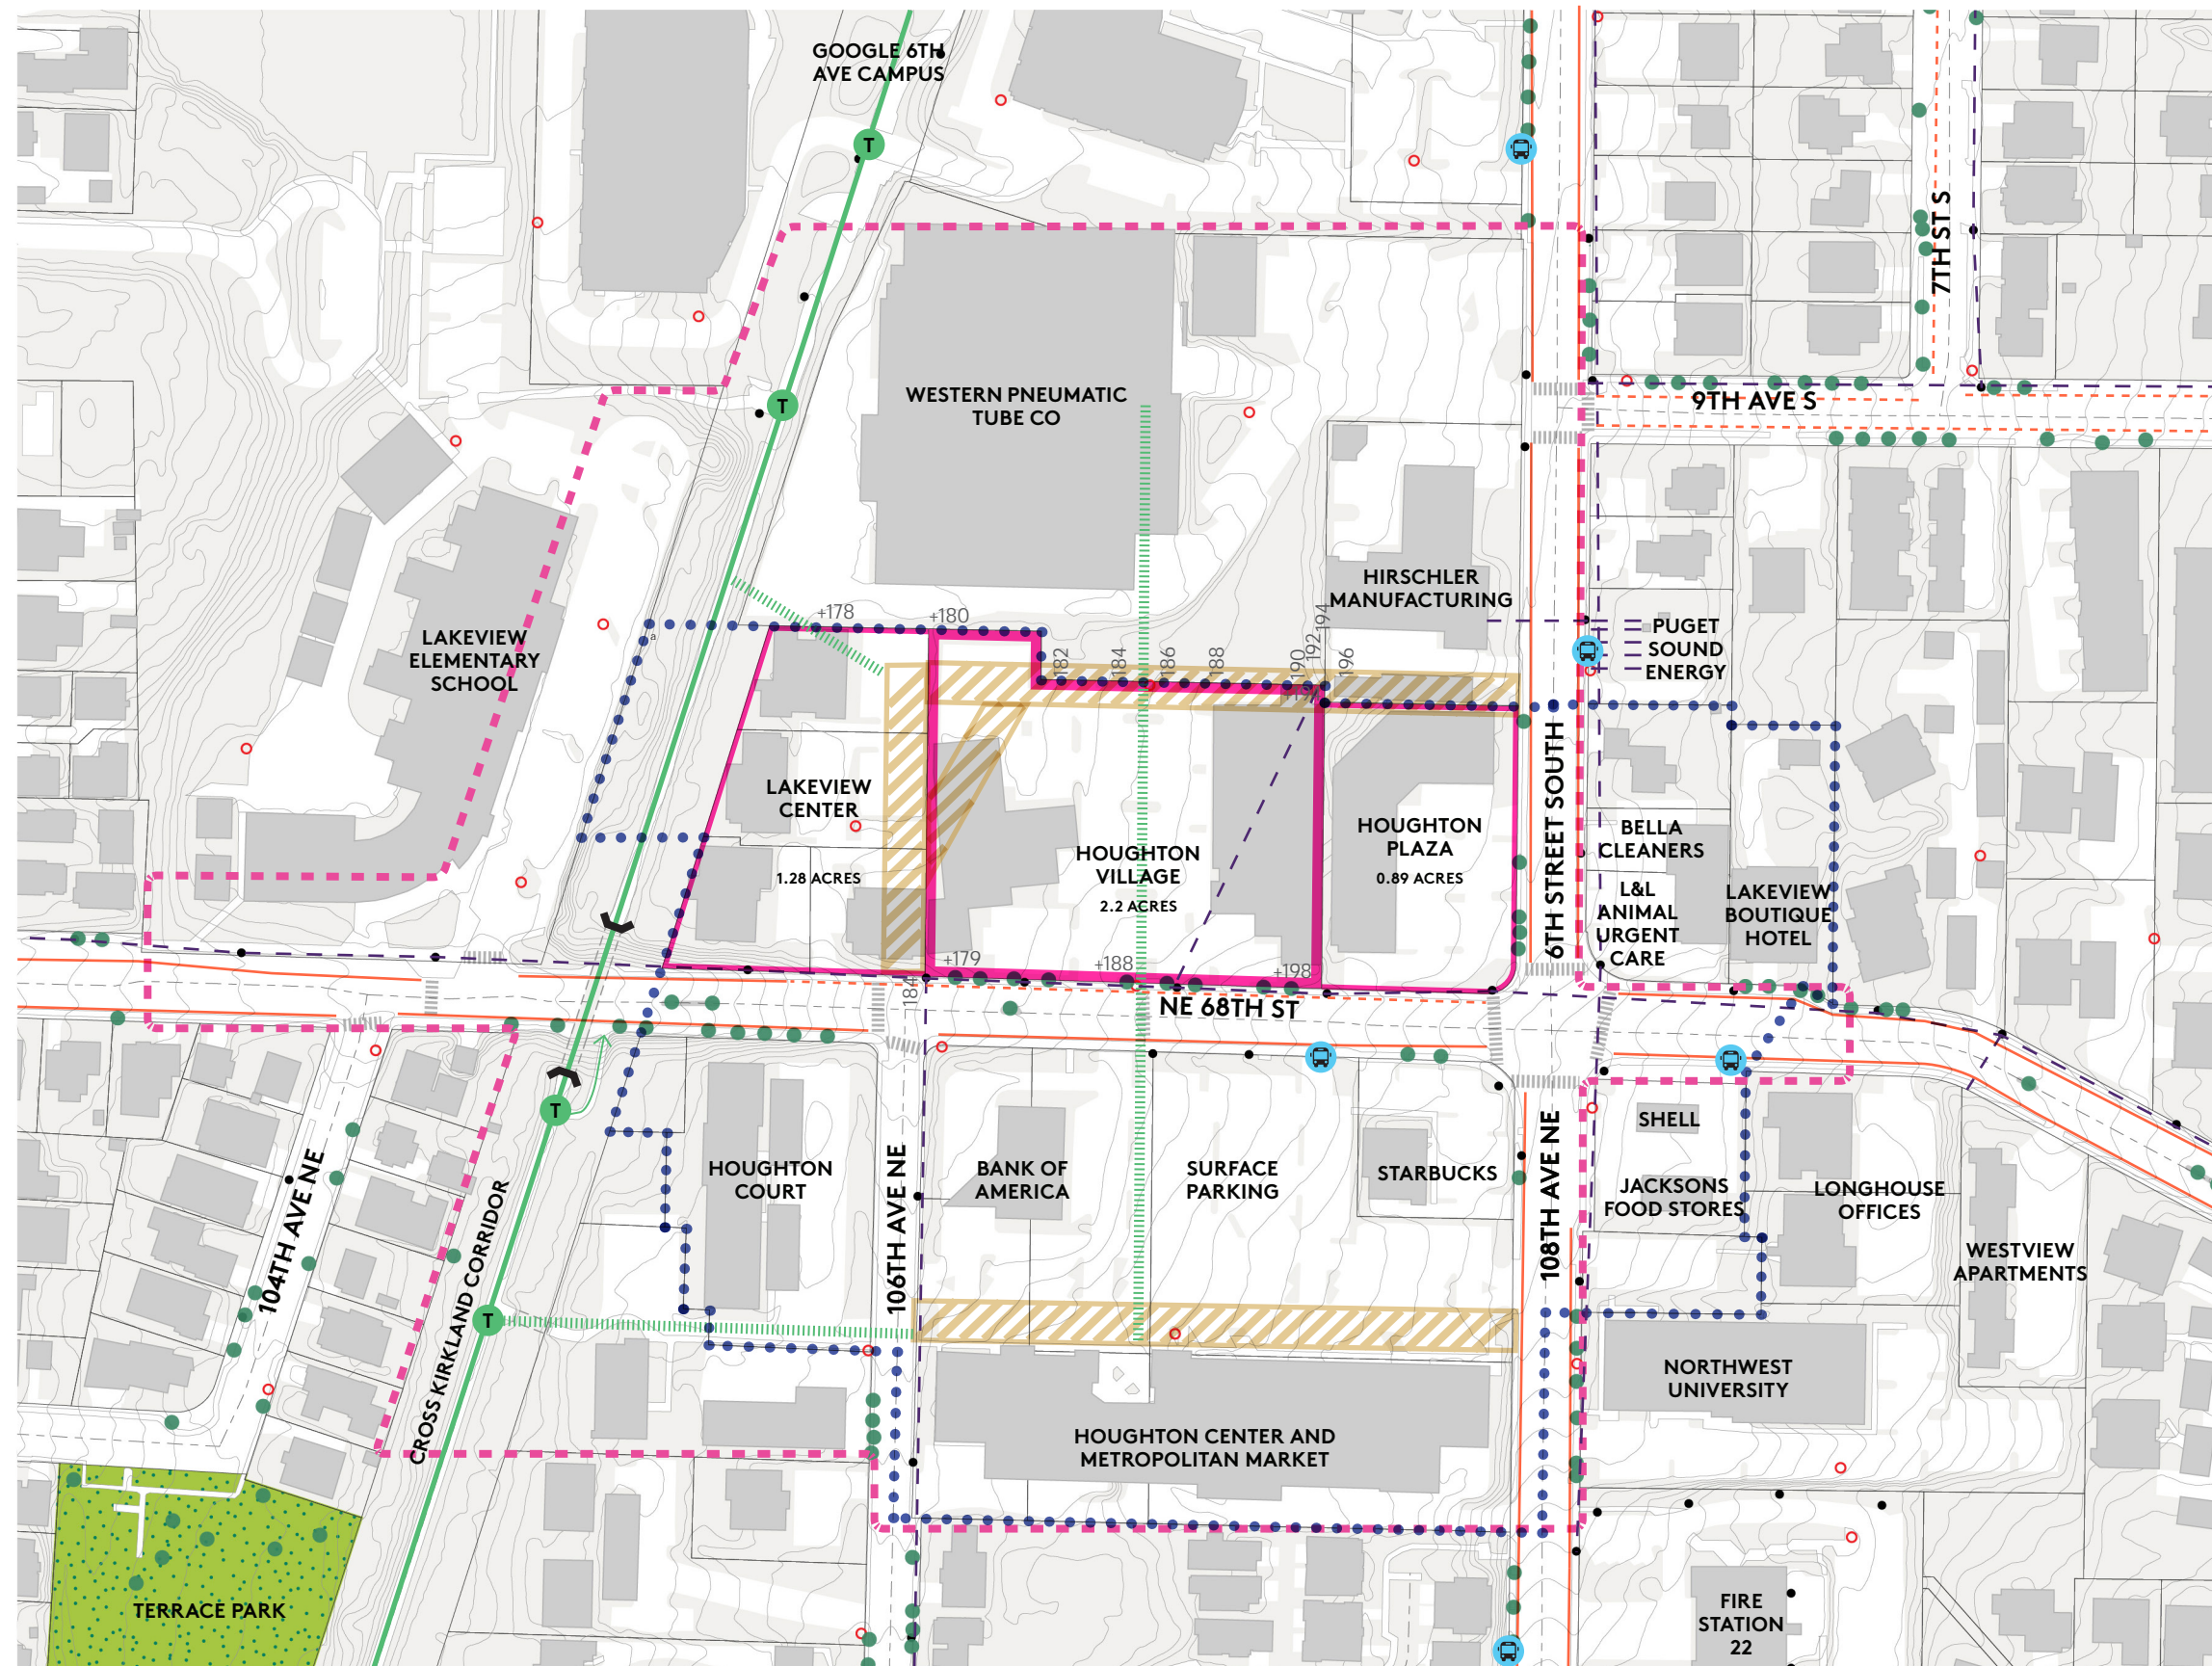 GOOGLE 6TH
AVE CAMPUS
T
7TH ST S
T
WESTERN PNEUMATIC
TUBE CO
9TH AVE S
HIRSCHLER
MANUFACTURING
+178
+180
182
184
186
188
190
192
194
196
LAKEVIEW
ELEMENTARY
SCHOOL
a
PUGET
SOUND
ENERGY
LAKEVIEW
CENTER
1.28 ACRES
HOUGHTON
VILLAGE
2.2 ACRES
HOUGHTON
PLAZA
0.89 ACRES
6TH STREET SOUTH
BELLA
CLEANERS
L&L
ANIMAL
URGENT
CARE
LAKEVIEW
BOUTIQUE
HOTEL
+179
+188
+198
184
NE 68TH ST
T
104TH AVE NE
CROSS KIRKLAND CORRIDOR
HOUGHTON
COURT
106TH AVE NE
BANK OF
AMERICA
SURFACE
PARKING
STARBUCKS
108TH AVE NE
SHELL
JACKSONS
FOOD STORES
LONGHOUSE
OFFICES
WESTVIEW
APARTMENTS
T
NORTHWEST
UNIVERSITY
HOUGHTON CENTER AND
METROPOLITAN MARKET
TERRACE PARK
FIRE
STATION
22